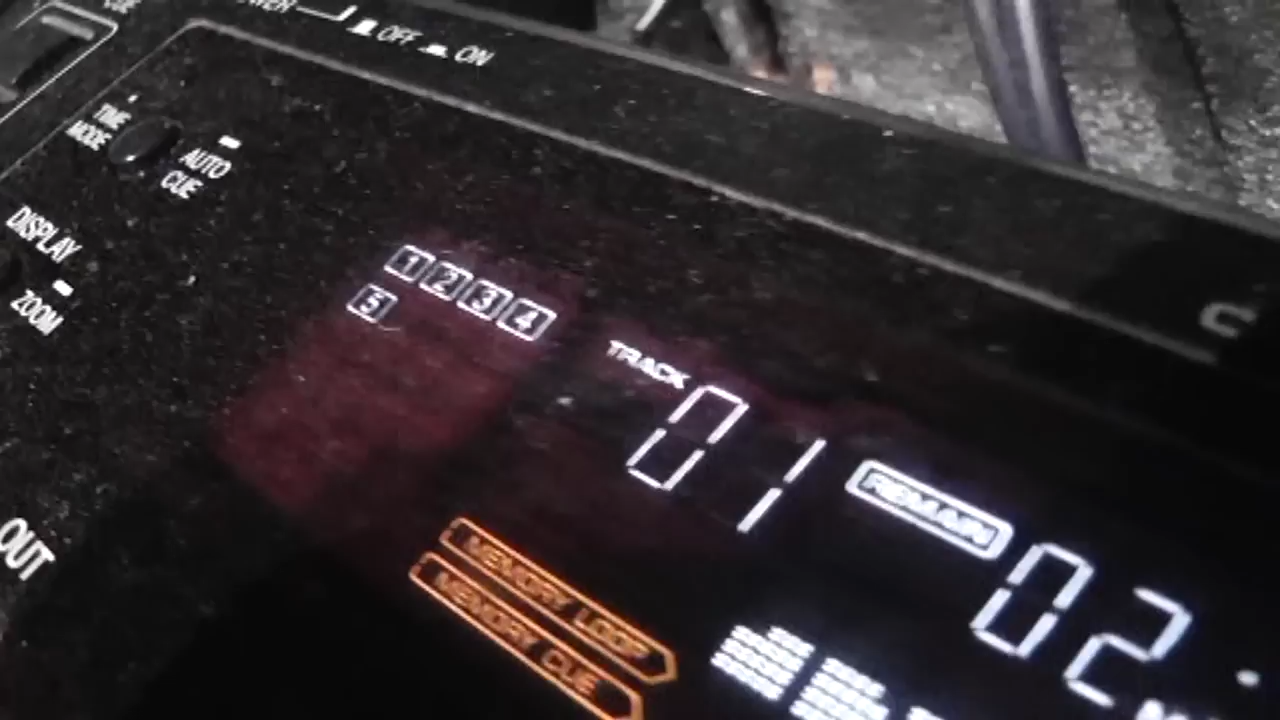 OFF ON
TIME
MODE
AUTO
CUE
DISPLAY
ZOOM
1 2 3 4
5
TRACK
01
REMAIN
02
MEMORY LOOP
MEMORY CUE
OUT